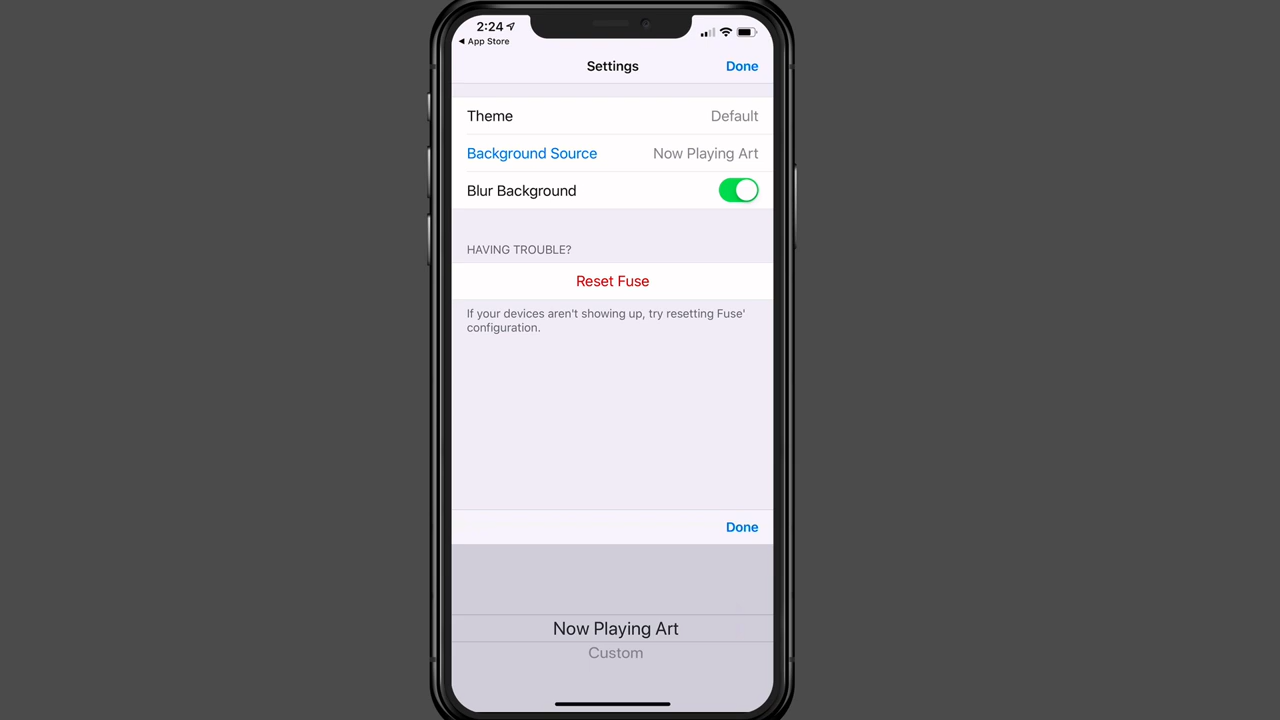 2:24
◀ App Store
Settings
Done
Theme
Default
Background Source
Now Playing Art
Blur Background
HAVING TROUBLE?
Reset Fuse
If your devices aren't showing up, try resetting Fuse'
configuration.
Done
Now Playing Art
Custom